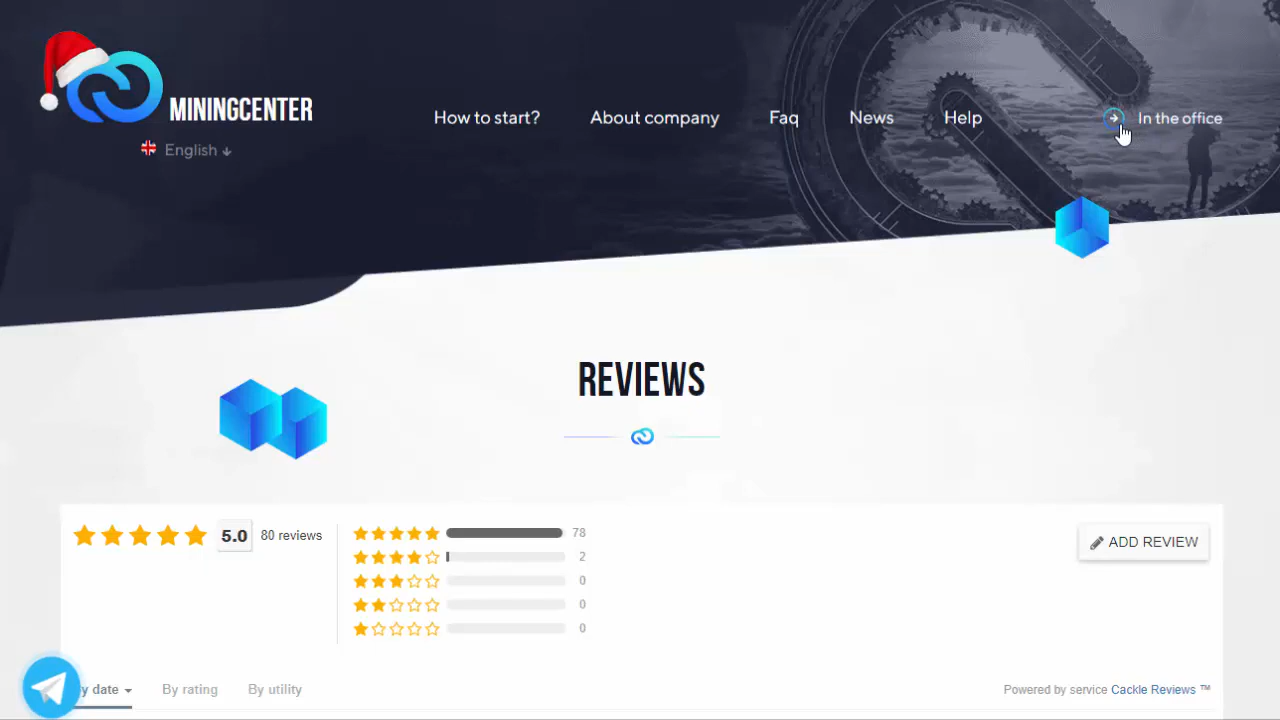 MININGCENTER
English
How to start?
About company
Faq
News
Help
In the office
REVIEWS
5.0
80 reviews
78
2
0
0
0
ADD REVIEW
y date
By rating
By utility
Powered by service Cackle Reviews ™